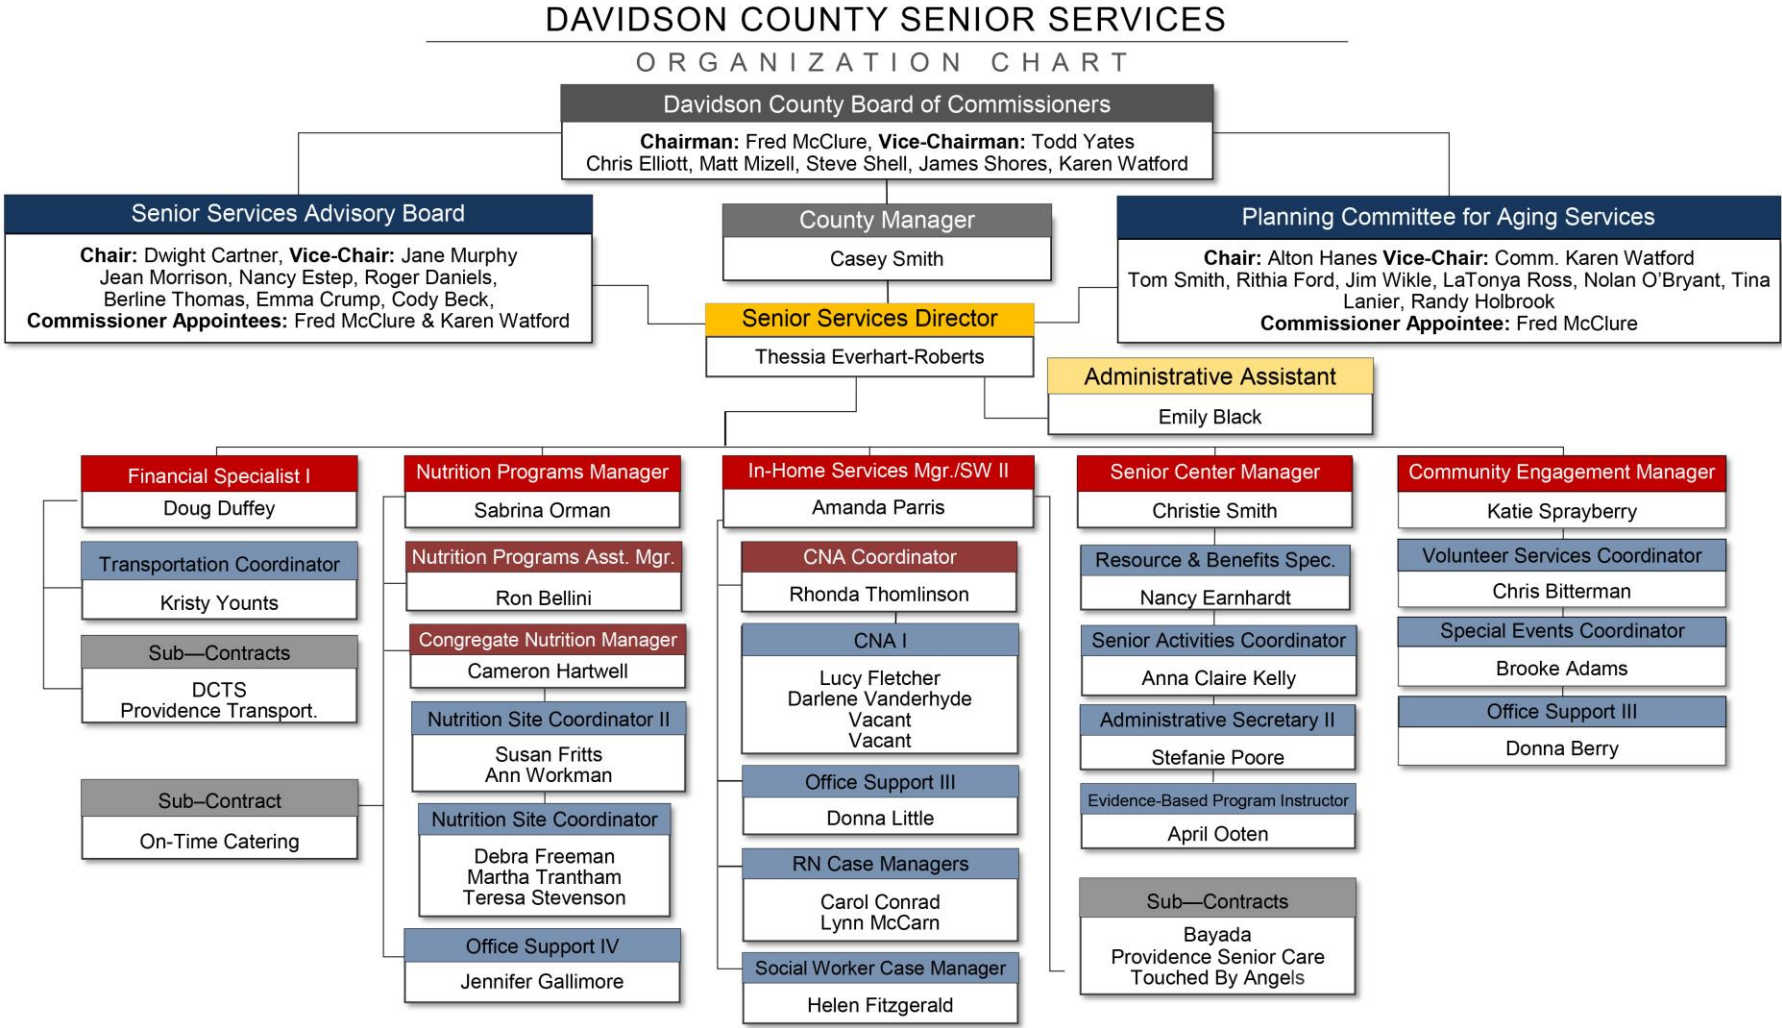 DAVIDSON COUNTY SENIOR SERVICES
ORGANIZATION CHART
Davidson County Board of Commissioners
Chairman: Fred McClure, Vice-Chairman: Todd Yates
Chris Elliott, Matt Mizell, Steve Shell, James Shores, Karen Watford
Senior Services Advisory Board
Chair: Dwight Cartner, Vice-Chair: Jane Murphy
Jean Morrison, Nancy Estep, Roger Daniels,
Berline Thomas, Emma Crump, Cody Beck,
Commissioner Appointees: Fred McClure & Karen Watford
County Manager
Casey Smith
Planning Committee for Aging Services
Chair: Alton Hanes Vice-Chair: Comm. Karen Watford
Tom Smith, Rithia Ford, Jim Wikle, LaTonya Ross, Nolan O’Bryant, Tina
Lanier, Randy Holbrook
Commissioner Appointee: Fred McClure
Senior Services Director
Thessia Everhart-Roberts
Administrative Assistant
Emily Black
Financial Specialist I
Doug Duffey
Transportation Coordinator
Kristy Younts
Sub—Contracts
DCTS
Providence Transport.
Sub–Contract
On-Time Catering
Nutrition Programs Manager
Sabrina Orman
Nutrition Programs Asst. Mgr.
Ron Bellini
Congregate Nutrition Manager
Cameron Hartwell
Nutrition Site Coordinator II
Susan Fritts
Ann Workman
Nutrition Site Coordinator
Debra Freeman
Martha Trantham
Teresa Stevenson
Office Support IV
Jennifer Gallimore
In-Home Services Mgr./SW II
Amanda Parris
CNA Coordinator
Rhonda Thomlinson
CNA I
Lucy Fletcher
Darlene Vanderhyde
Vacant
Vacant
Office Support III
Donna Little
RN Case Managers
Carol Conrad
Lynn McCarn
Social Worker Case Manager
Helen Fitzgerald
Senior Center Manager
Christie Smith
Resource & Benefits Spec.
Nancy Earnhardt
Senior Activities Coordinator
Anna Claire Kelly
Administrative Secretary II
Stefanie Poore
Evidence-Based Program Instructor
April Ooten
Sub—Contracts
Bayada
Providence Senior Care
Touched By Angels
Community Engagement Manager
Katie Sprayberry
Volunteer Services Coordinator
Chris Bitterman
Special Events Coordinator
Brooke Adams
Office Support III
Donna Berry